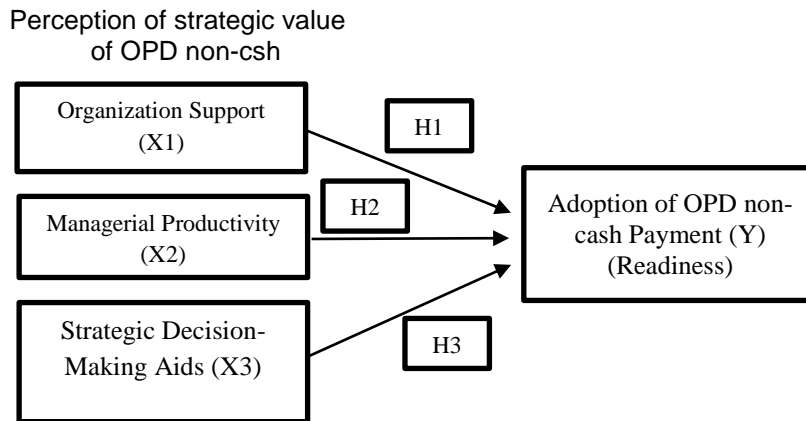 Perception of strategic value
of OPD non-csh
Organization Support
(X1)
H1
Managerial Productivity
(X2)
H2
Adoption of OPD non-
cash Payment (Y)
(Readiness)
Strategic Decision-
Making Aids (X3)
H3